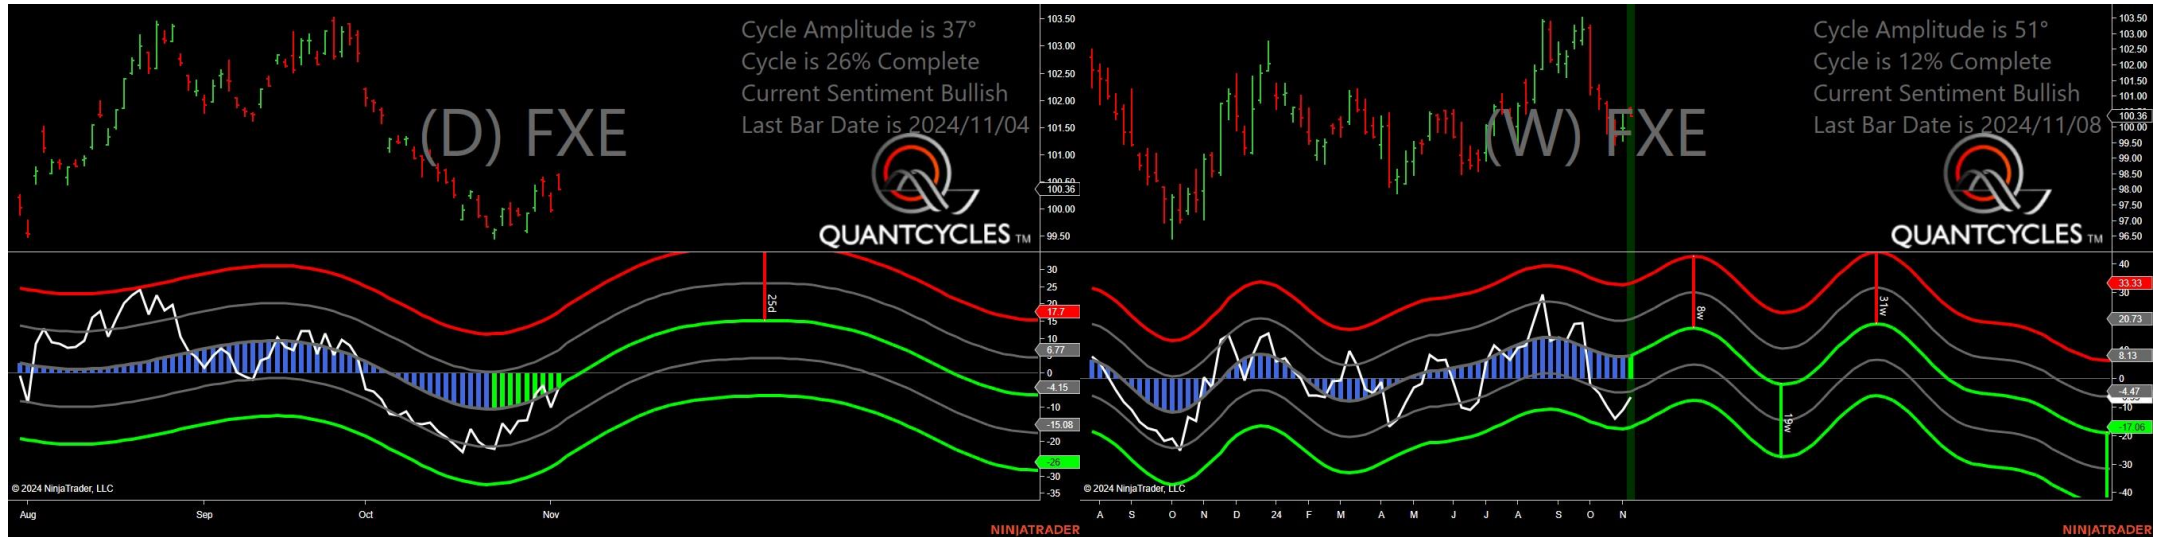 Cycle Amplitude is 37°
Cycle is 26% Complete
Current Sentiment Bullish
Last Bar Date is 2024/11/04
(D) FXE
QUANTCYCLES TM
103.50
103.00
102.50
102.00
101.50
101.00
100.50
100.36
100.00
99.50
25d
30
25
20
17.7
15
10
6.77
5
0
-4.15
-10
-15.08
-20
-26
-30
-35
© 2024 NinjaTrader, LLC
Aug Sep Oct Nov
NINJATRADER
Cycle Amplitude is 51°
Cycle is 12% Complete
Current Sentiment Bullish
Last Bar Date is 2024/11/08
(W) FXE
QUANTCYCLES TM
103.50
103.00
102.50
102.00
101.50
101.00
100.36
100.00
99.50
99.00
98.50
98.00
97.50
97.00
96.50
8w
19w
31w
40
33.33
30
20.73
8.13
0
-4.47
-10
-17.06
-20
-30
-40
© 2024 NinjaTrader, LLC
A S O N D 24 F M A M J J A S O N
NINJATRADER